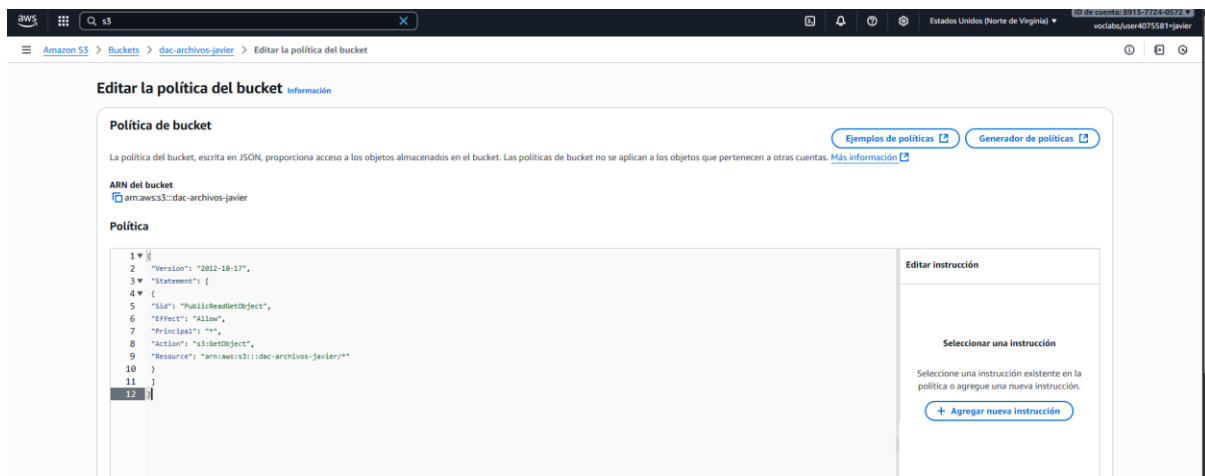 aws
s3
Estados Unidos (Norte de Virginia)
ID de cuenta: 8913-7724-0572
voclabs/user4075581=javier
Amazon S3 > Buckets > dac-archivos-javier > Editar la política del bucket
Editar la política del bucket Información
Política de bucket
Ejemplos de políticas
Generador de políticas
La política del bucket, escrita en JSON, proporciona acceso a los objetos almacenados en el bucket. Las políticas de bucket no se aplican a los objetos que pertenecen a otras cuentas. Más información
ARN del bucket
arn:aws:s3:::dac-archivos-javier
Política
1 {
2 "Version": "2012-10-17",
3 "Statement": [
4 {
5 "Sid": "PublicReadGetObject",
6 "Effect": "Allow",
7 "Principal": "*",
8 "Action": "s3:GetObject",
9 "Resource": "arn:aws:s3:::dac-archivos-javier/*"
10 }
11 ]
12 }
Editar instrucción
Seleccionar una instrucción
Seleccione una instrucción existente en la
política o agregue una nueva instrucción.
+ Agregar nueva instrucción